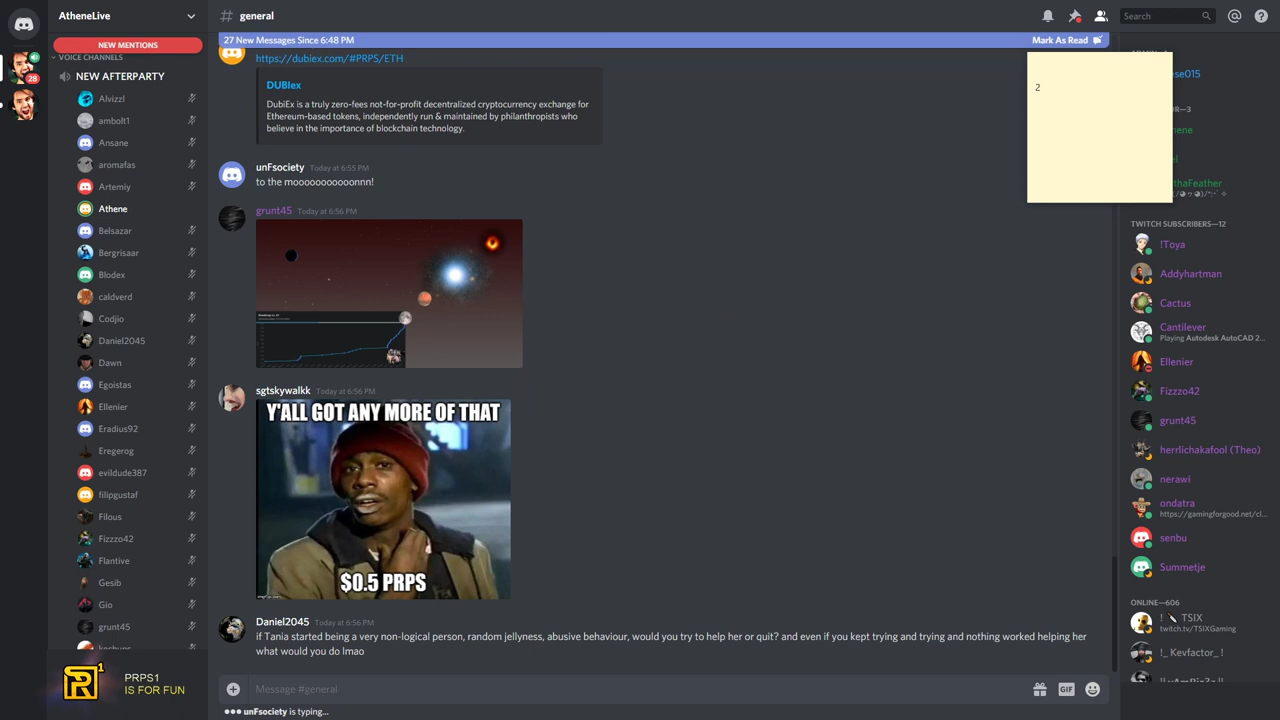 AtheneLive
# general
Search
NEW MENTIONS
27 New Messages Since 6:48 PM
Mark As Read
VOICE CHANNELS
NEW AFTERPARTY
Alvizzl
ambolt1
Ansane
aromafas
Artemiy
Athene
Belsazar
Bergrisaar
Blodex
caldverd
Codjio
Daniel2045
Dawn
Egoistas
Ellenier
Eradius92
Eregerog
evildude387
filipgustaf
Filous
Fizzzo42
Flantive
Gesib
Gio
grunt45
28
PRPS1
IS FOR FUN
https://dubiex.com/#PRPS/ETH
DUBIex
DubiEx is a truly zero-fees not-for-profit decentralized cryptocurrency exchange for
Ethereum-based tokens, independently run & maintained by philanthropists who
believe in the importance of blockchain technology.
unFsociety Today at 6:55 PM
to the mooooooooooonnn!
grunt45 Today at 6:56 PM
sgtskywalkk Today at 6:56 PM
Y'ALL GOT ANY MORE OF THAT
$0.5 PRPS
Daniel2045 Today at 6:56 PM
if Tania started being a very non-logical person, random jellyness, abusive behaviour, would you try to help her or quit? and even if you kept trying and trying and nothing worked helping her
what would you do lmao
Message #general
GIF
unFsociety is typing...
2
se015
—3
ene
el
thaFeather
TWITCH SUBSCRIBERS—12
!Toya
Addyhartman
Cactus
Cantilever
Playing Autodesk AutoCAD 2...
Ellenier
Fizzzo42
grunt45
herrlichakafool (Theo)
nerawi
ondatra
https://gamingforgood.net/cl...
senbu
Summetje
ONLINE—606
! TSIX
twitch.tv/TSIXGaming
!_ Kevfactor_ !